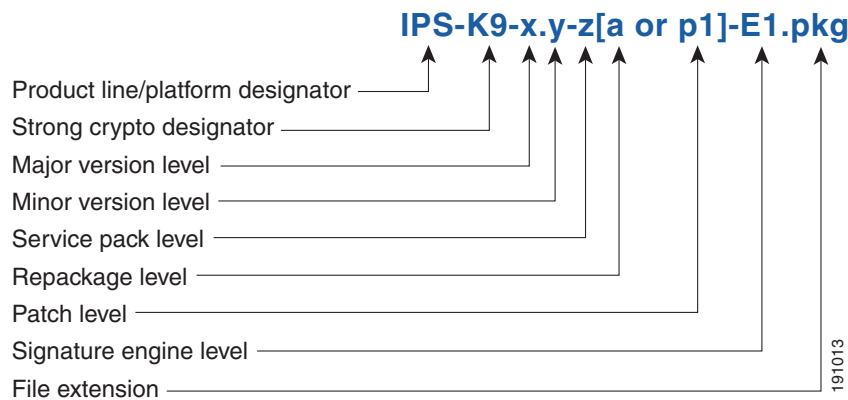 IPS-K9-x.y-z[a or p1]-E1.pkg
Product line/platform designator
Strong crypto designator
Major version level
Minor version level
Service pack level
Repackage level
Patch level
Signature engine level
File extension
191013